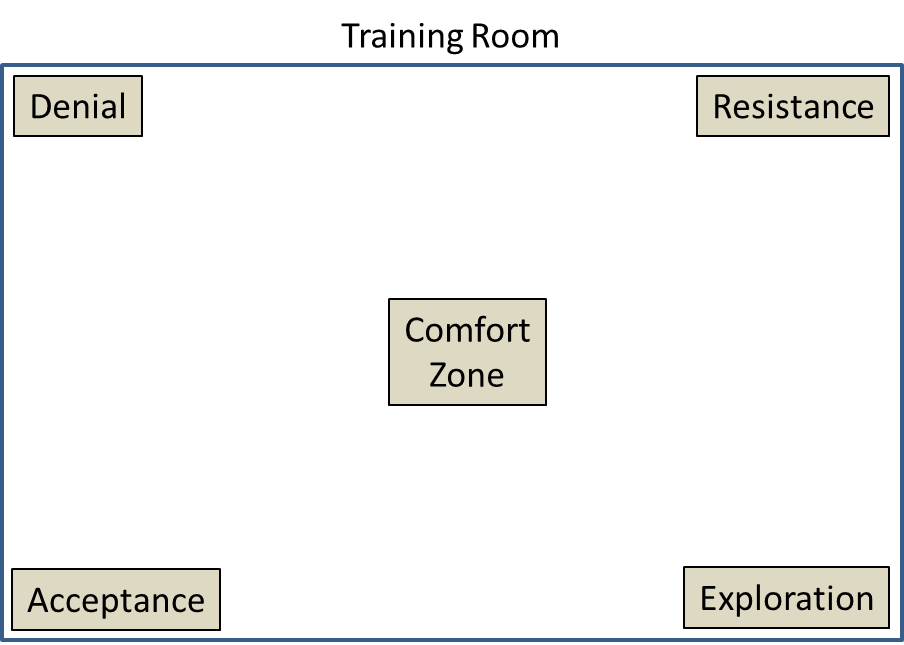 Training Room
Denial
Resistance
Comfort
Zone
Acceptance
Exploration